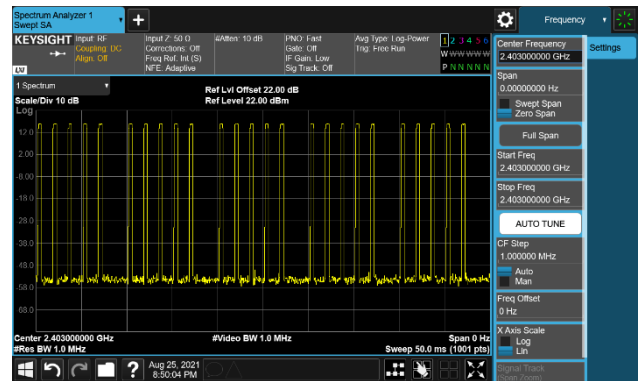 Spectrum Analyzer 1
Swept SA
Frequency
KEYSIGHT
Input: RF
Coupling: DC
Align: Off
Input Z: 50 Ω
Corrections: Off
Freq Ref: Int (S)
NFE: Adaptive
#Atten: 10 dB
PNO: Fast
Gate: Off
IF Gain: Low
Sig Track: Off
Avg Type: Log-Power
Trig: Free Run
1 2 3 4 5 6
W W W W W W
P N N N N N
LXI
1 Spectrum
Scale/Div 10 dB
Ref Lvl Offset 22.00 dB
Ref Level 22.00 dBm
Log
12.0
2.00
-8.00
-18.0
-28.0
-38.0
-48.0
-58.0
-68.0
Center 2.403000000 GHz
#Res BW 1.0 MHz
#Video BW 1.0 MHz
Span 0 Hz
Sweep 50.0 ms (1001 pts)
Aug 25, 2021
8:50:04 PM
Center Frequency
2.403000000 GHz
Settings
Span
0.00000000 Hz
Swept Span
Zero Span
Full Span
Start Freq
2.403000000 GHz
Stop Freq
2.403000000 GHz
AUTO TUNE
CF Step
1.000000 MHz
Auto
Man
Freq Offset
0 Hz
X Axis Scale
Log
Lin
Signal Track
(Span Zoom)